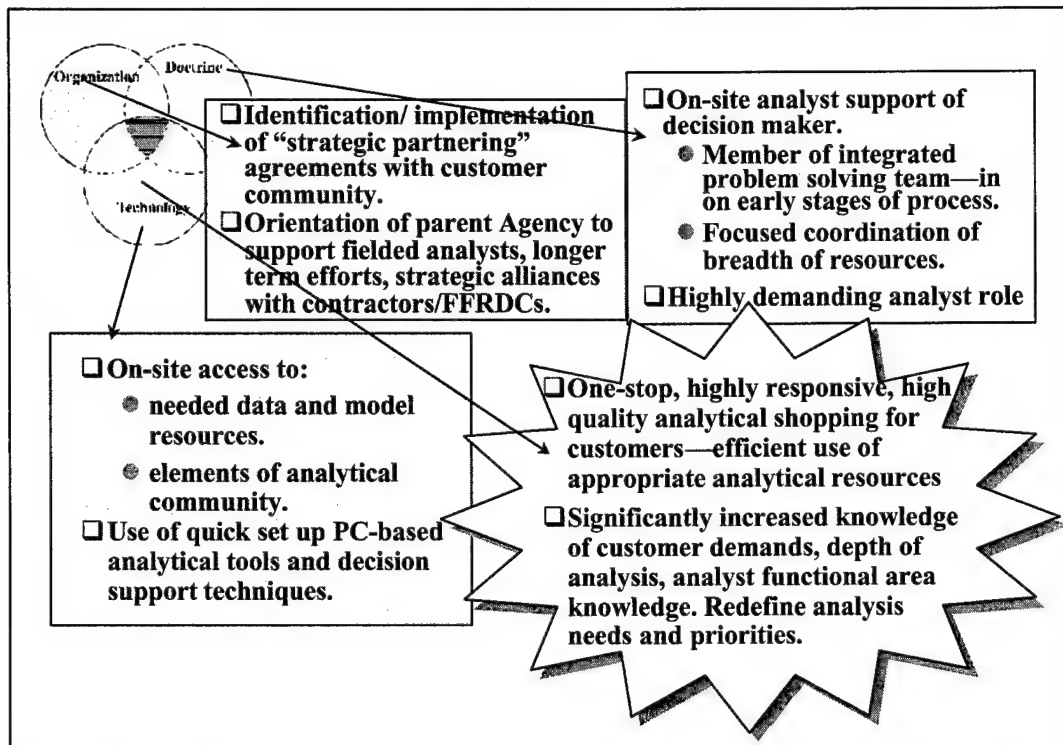 Organization
Doctrine
Technology
❑Identification/ implementation
of “strategic partnering”
agreements with customer
community.
❑Orientation of parent Agency to
support fielded analysts, longer
term efforts, strategic alliances
with contractors/FFRDCs.
❑On-site analyst support of
decision maker.
● Member of integrated
problem solving team—in
on early stages of process.
● Focused coordination of
breadth of resources.
❑Highly demanding analyst role
❑On-site access to:
● needed data and model
resources.
● elements of analytical
community.
❑Use of quick set up PC-based
analytical tools and decision
support techniques.
❑One-stop, highly responsive, high
quality analytical shopping for
customers—efficient use of
appropriate analytical resources
❑Significantly increased knowledge
of customer demands, depth of
analysis, analyst functional area
knowledge. Redefine analysis
needs and priorities.